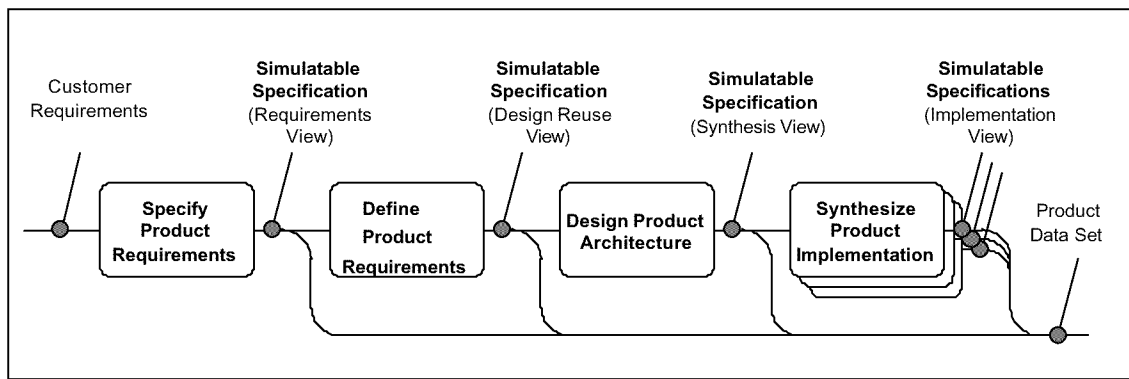 Customer
Requirements
Simulatable
Specification
(Requirements
View)
Simulatable
Specification
(Design Reuse
View)
Simulatable
Specification
(Synthesis View)
Simulatable
Specifications
(Implementation
View)
Specify
Product
Requirements
Define
Product
Requirements
Design Product
Architecture
Synthesize
Product
Implementation
Product
Data Set